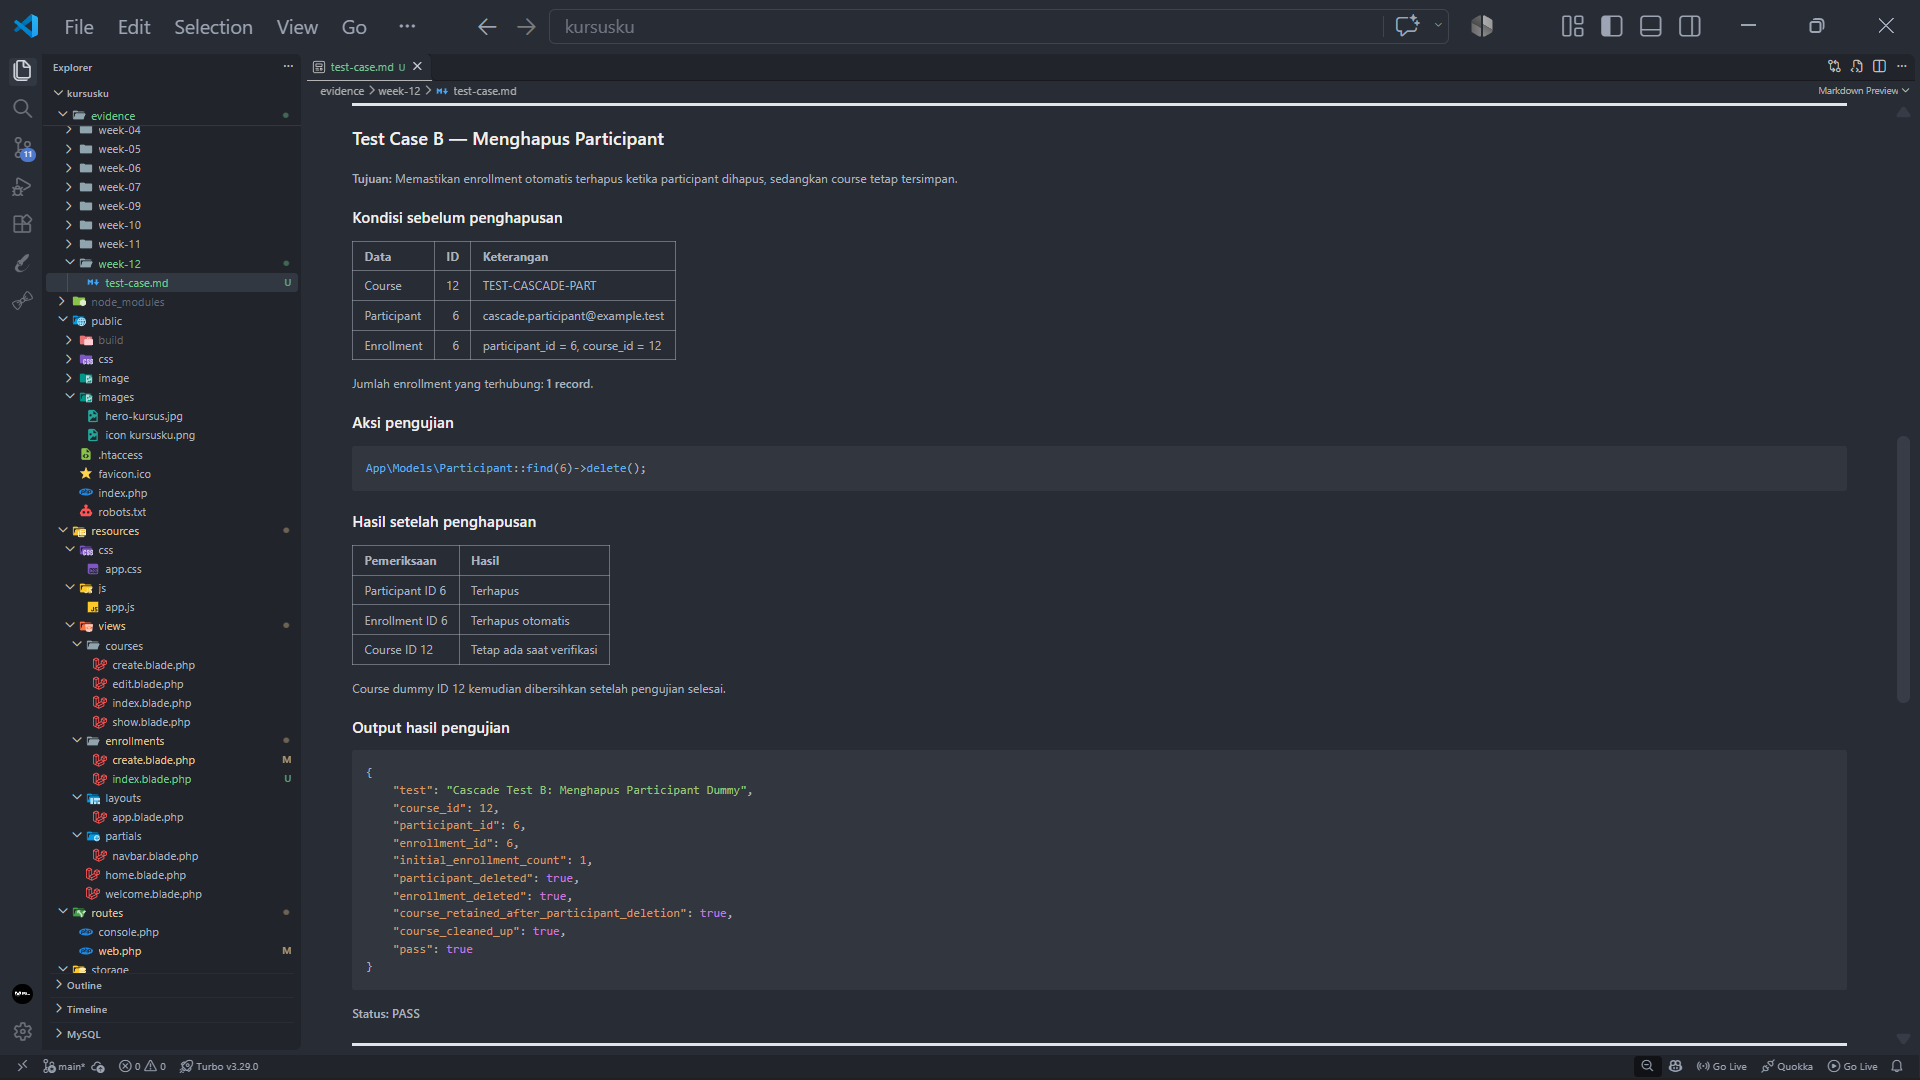 File Edit Selection View Go ···
kursusku
Explorer
kursusku
evidence
week-04
week-05
week-06
week-07
week-09
week-10
week-11
week-12
test-case.md U
node_modules
public
build
css
image
images
hero-kursus.jpg
icon kursusku.png
.htaccess
favicon.ico
index.php
robots.txt
resources
css
app.css
js
app.js
views
courses
create.blade.php
edit.blade.php
index.blade.php
show.blade.php
enrollments
create.blade.php M
index.blade.php U
layouts
app.blade.php
partials
navbar.blade.php
home.blade.php
welcome.blade.php
routes
console.php
web.php M
storage
Outline
Timeline
MySQL
11
test-case.md U
evidence > week-12 > test-case.md
Markdown Preview
Test Case B — Menghapus Participant
Tujuan: Memastikan enrollment otomatis terhapus ketika participant dihapus, sedangkan course tetap tersimpan.
Kondisi sebelum penghapusan
Data ID Keterangan
Course 12 TEST-CASCADE-PART
Participant 6 cascade.participant@example.test
Enrollment 6 participant_id = 6, course_id = 12
Jumlah enrollment yang terhubung: 1 record.
Aksi pengujian
App\Models\Participant::find(6)->delete();
Hasil setelah penghapusan
Pemeriksaan Hasil
Participant ID 6 Terhapus
Enrollment ID 6 Terhapus otomatis
Course ID 12 Tetap ada saat verifikasi
Course dummy ID 12 kemudian dibersihkan setelah pengujian selesai.
Output hasil pengujian
{
"test": "Cascade Test B: Menghapus Participant Dummy",
"course_id": 12,
"participant_id": 6,
"enrollment_id": 6,
"initial_enrollment_count": 1,
"participant_deleted": true,
"enrollment_deleted": true,
"course_retained_after_participant_deletion": true,
"course_cleaned_up": true,
"pass": true
}
Status: PASS
main* 0 0 Turbo v3.29.0
Go Live Quokka Go Live